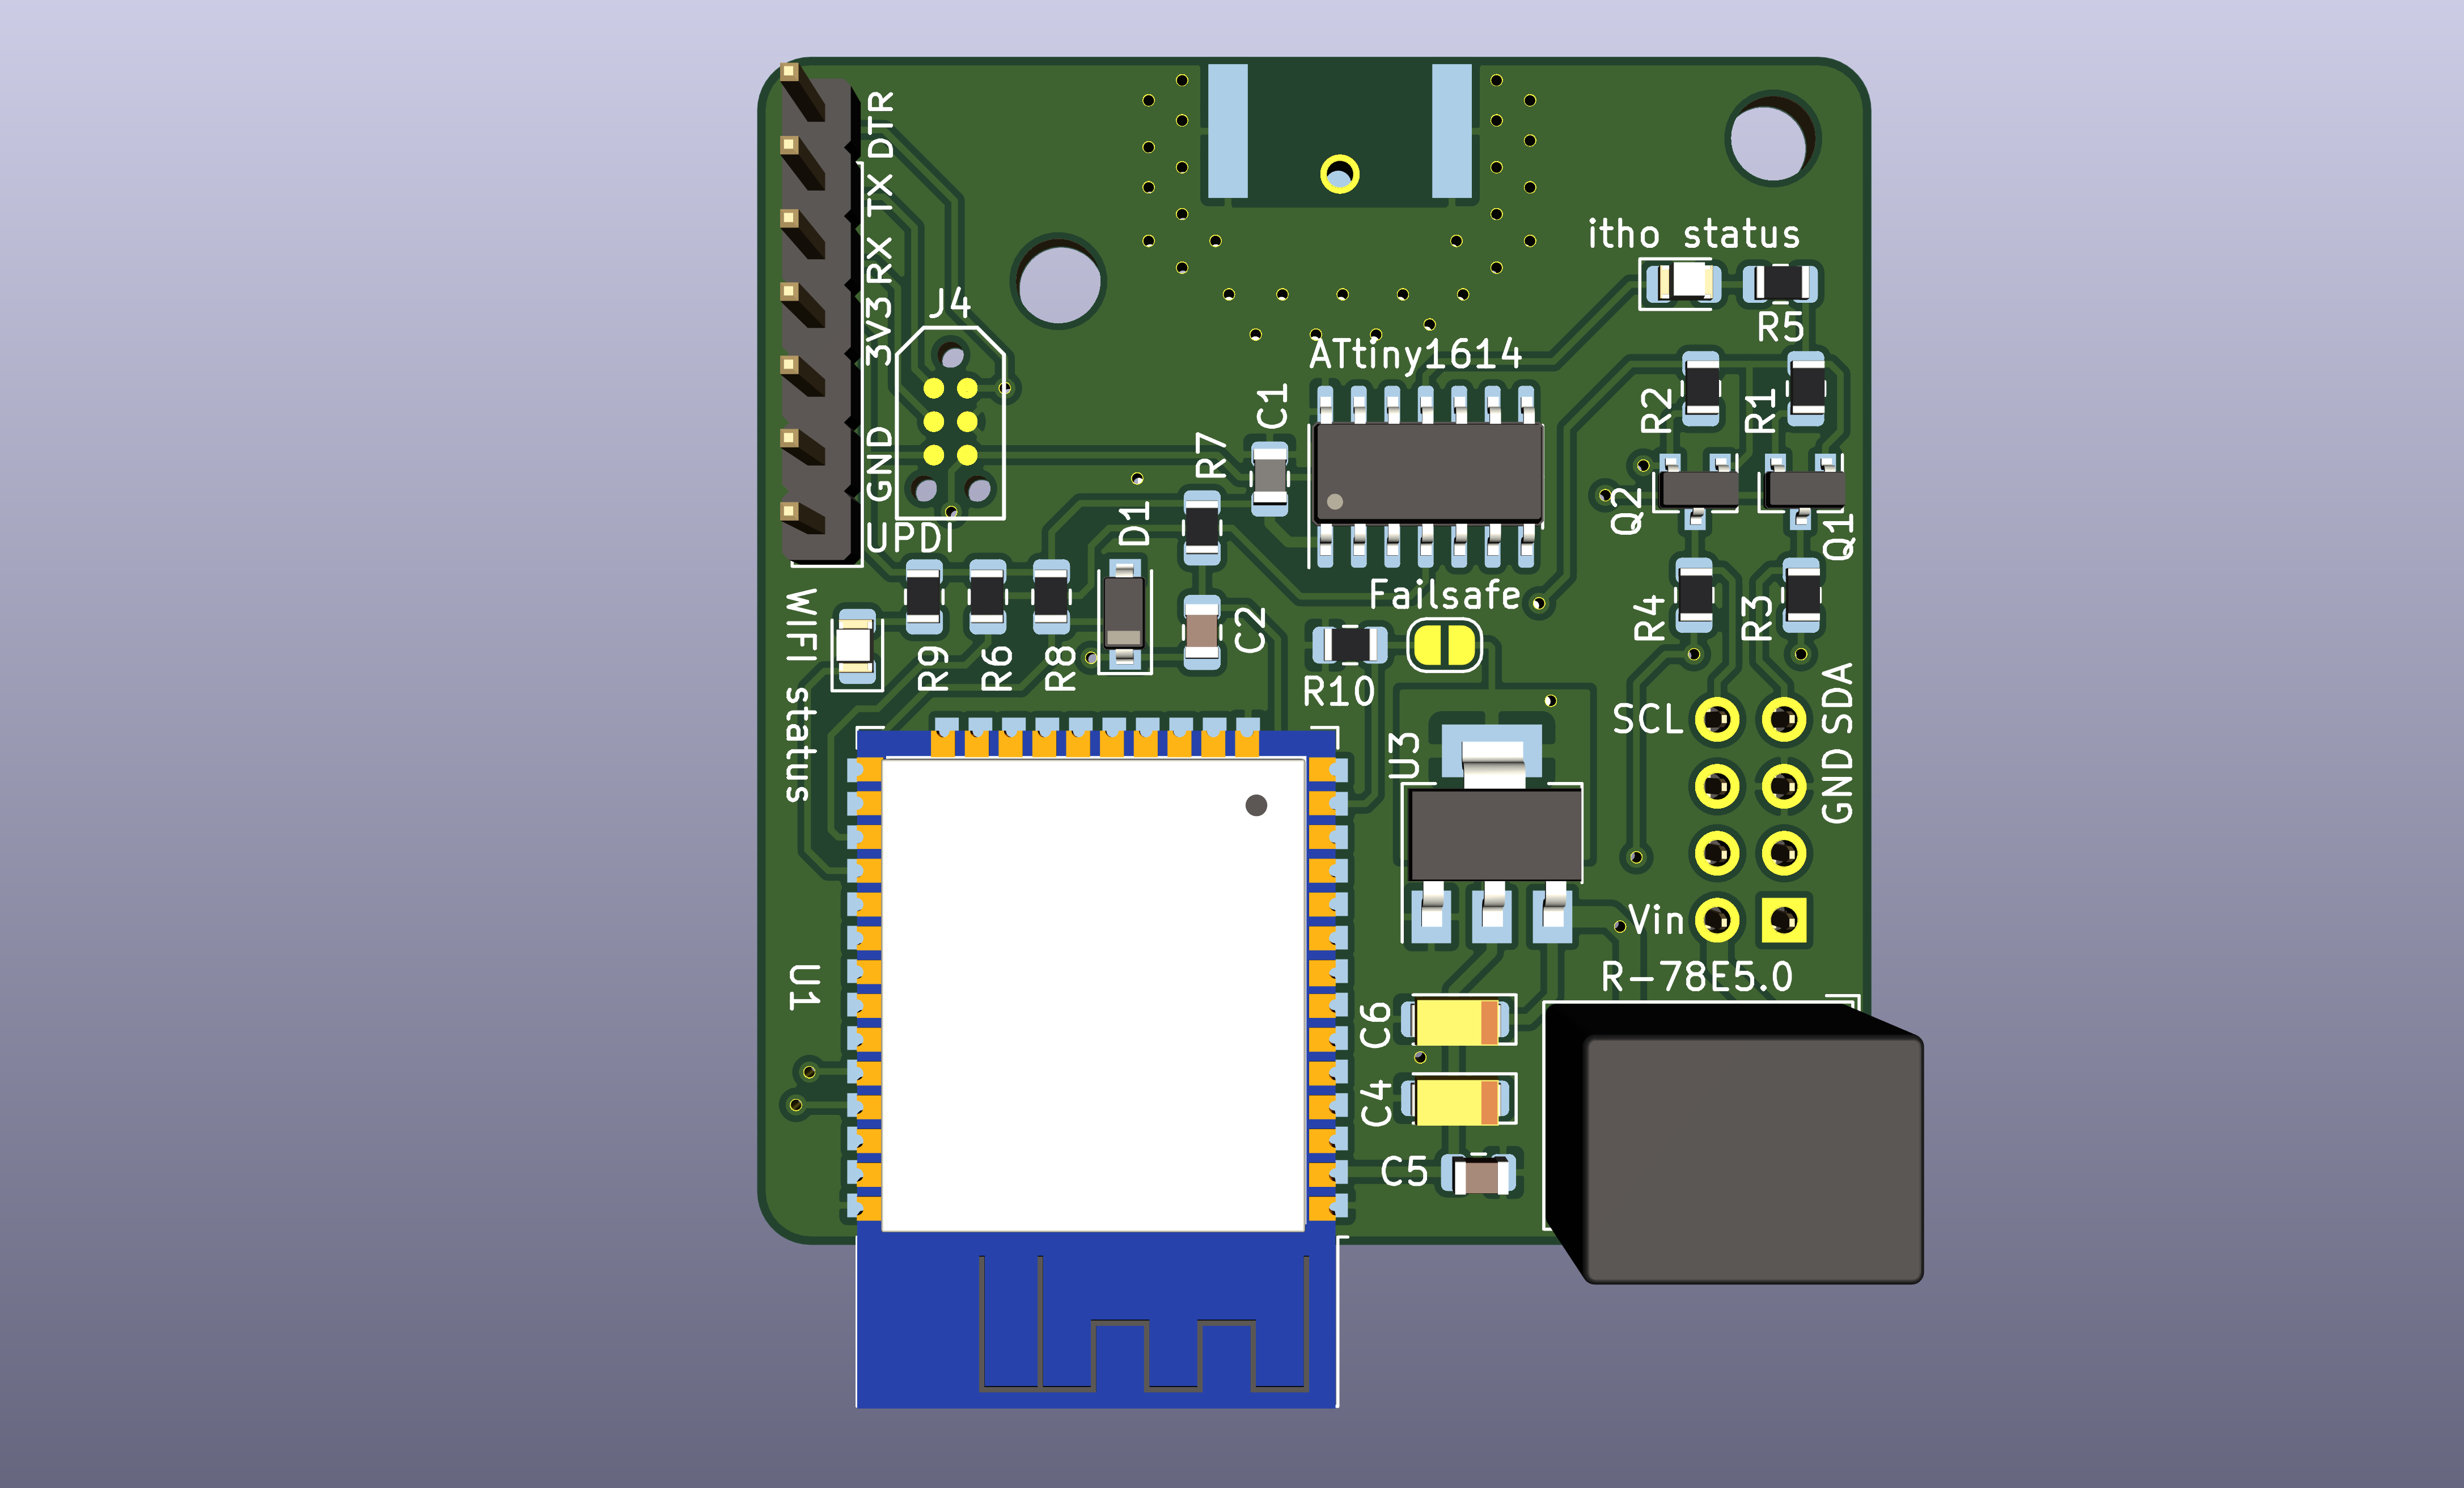 DTR
TX
RX
3V3
GND
UPDI
J4
itho status
R5
ATtiny1614
C1
R7
R2
R1
D1
Q2
Q1
Failsafe
C2
R4
R3
R9
R6
R8
R10
WIFI status
SCL
SDA
GND
U3
Vin
R-78E5.0
U1
C6
C4
C5